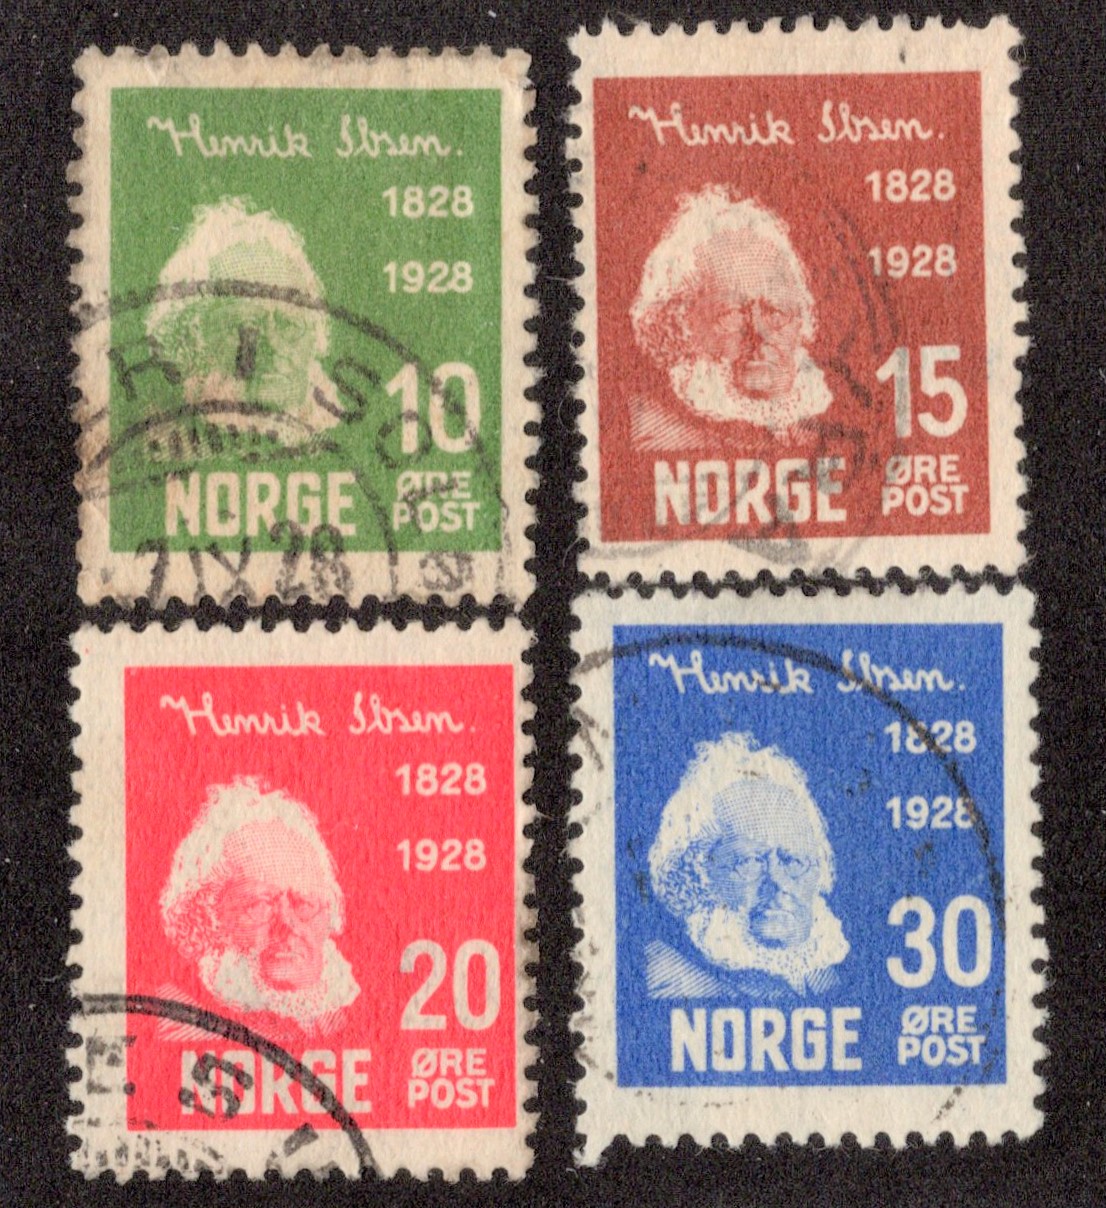 Henrik Ibsen.
1828
1928
10
NORGE
ØRE
POST
Henrik Ibsen.
1828
1928
15
NORGE
ØRE
POST
Henrik Ibsen.
1828
1928
20
NORGE
ØRE
POST
Henrik Ibsen.
1828
1928
30
NORGE
ØRE
POST